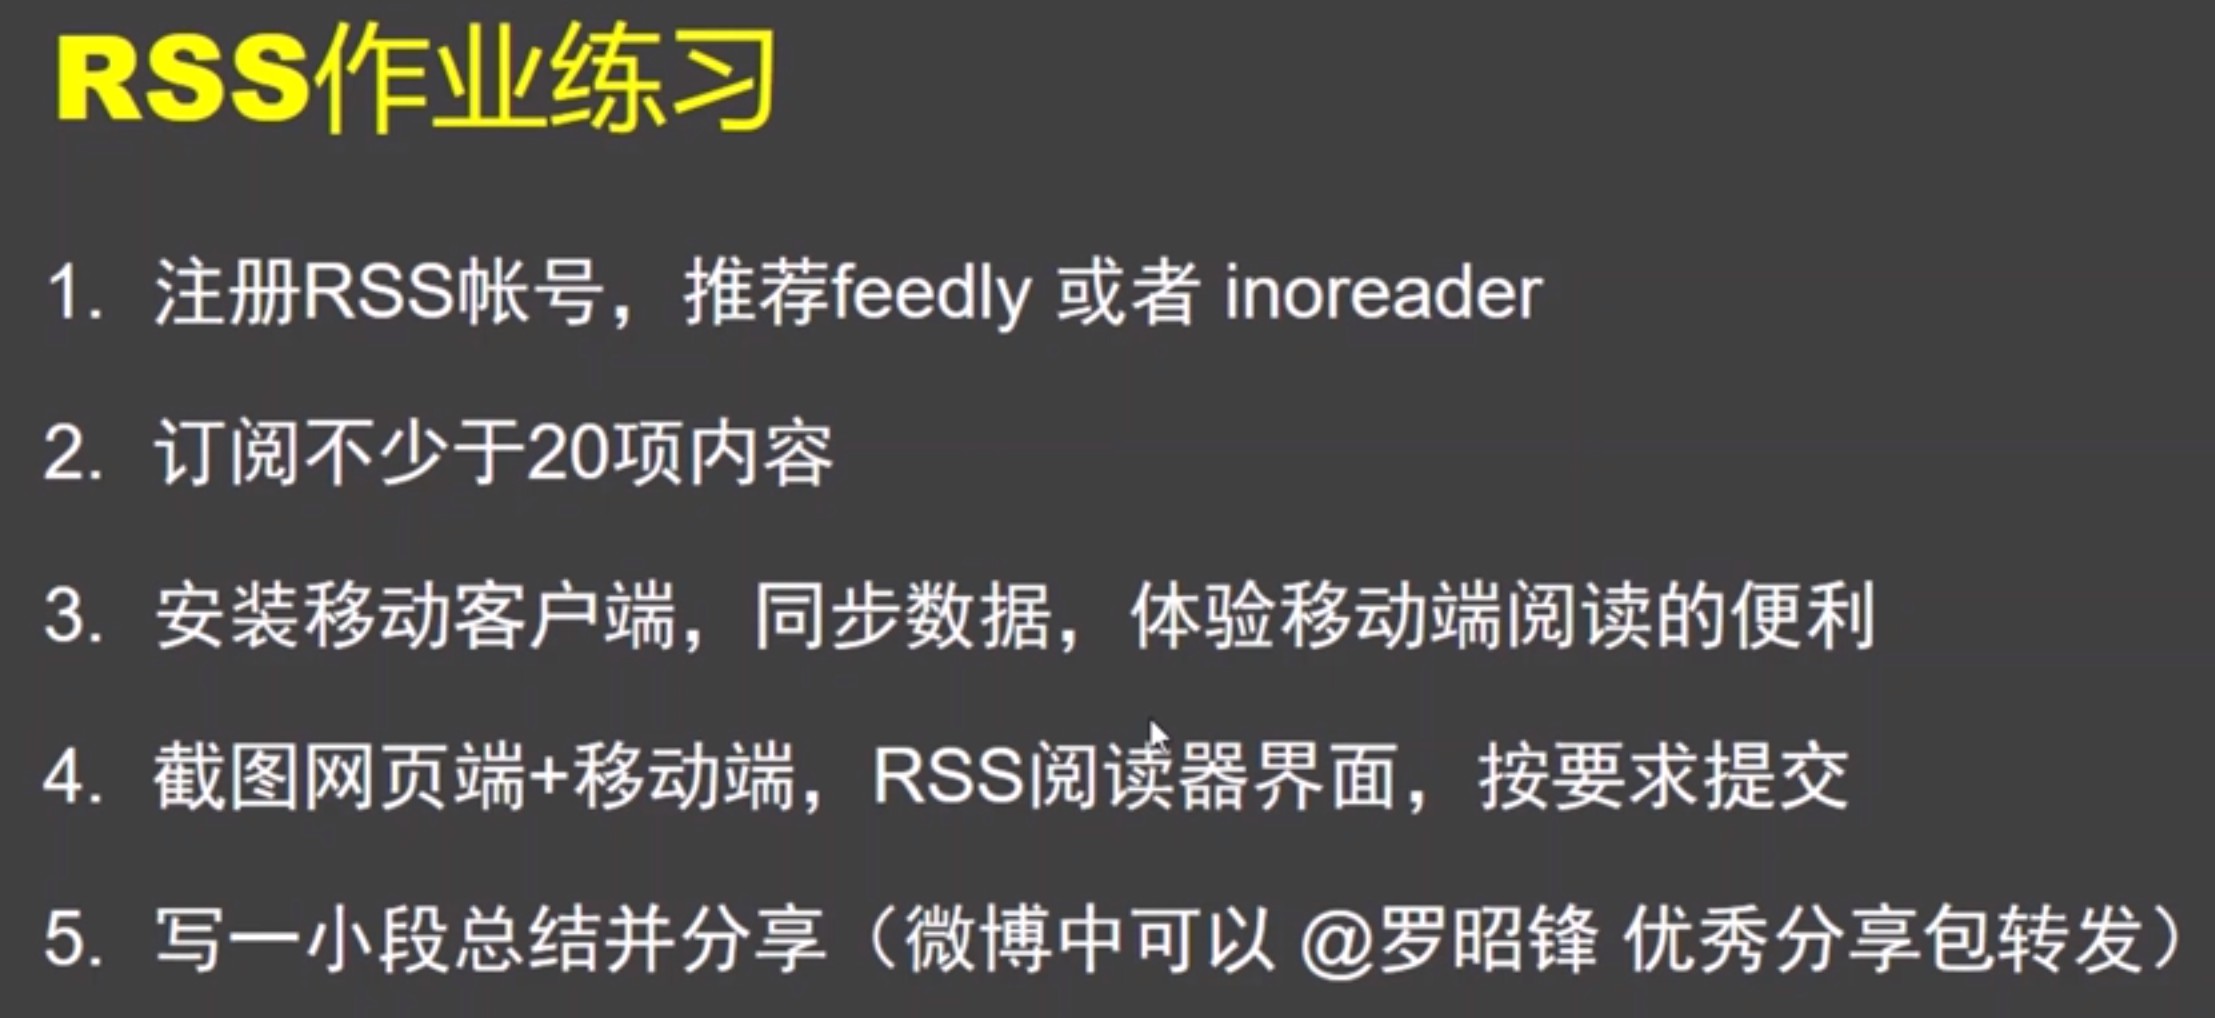 RSS作业练习
1. 注册RSS帐号，推荐feedly 或者 inoreader
2. 订阅不少于20项内容
3. 安装移动客户端，同步数据，体验移动端阅读的便利
4. 截图网页端+移动端，RSS阅读器界面，按要求提交
5. 写一小段总结并分享（微博中可以 @罗昭锋 优秀分享包转发）